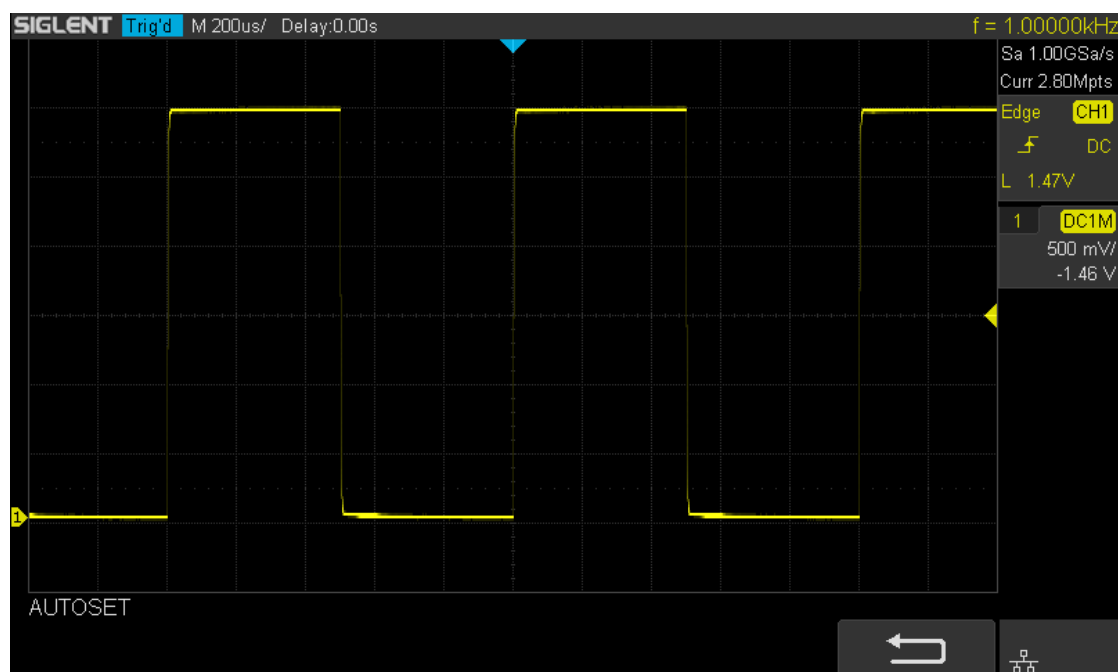 SIGLENT Trig'd M 200us/ Delay:0.00s f = 1.00000kHz
Sa 1.00GSa/s
Curr 2.80Mpts
Edge CH1
DC
L 1.47V
1 DC1M
500 mV/
-1.46 V
1
AUTOSET